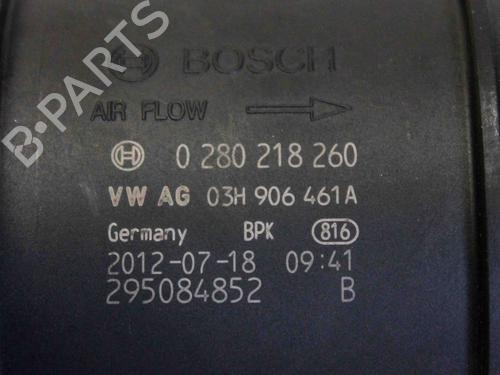 BOSCH
AIR FLOW
0 280 218 260
VW AG 03H 906 461A
Germany BPK 816
2012-07-18 09:41
295084852 B
B-PARTS